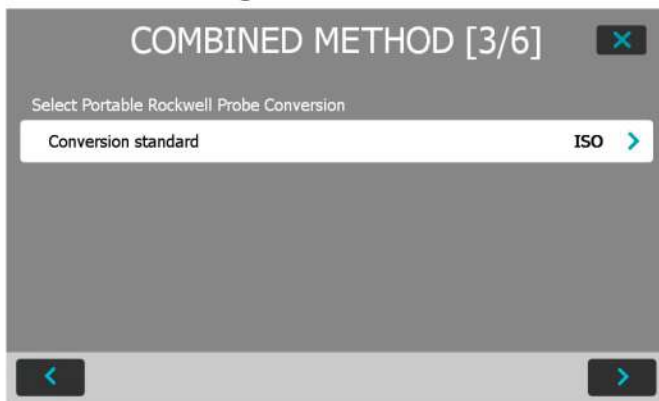 COMBINED METHOD [3/6]
Select Portable Rockwell Probe Conversion
Conversion standard ISO